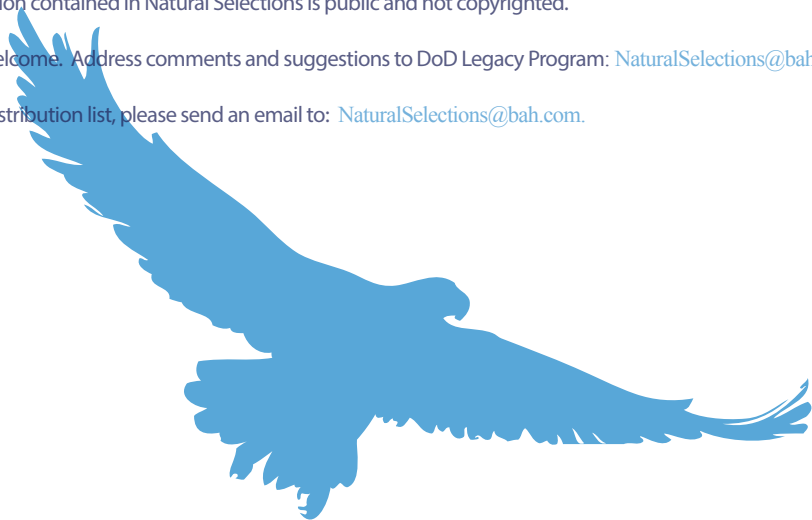 ion contained in Natural Selections is public and not copyrighted.
elcome. Address comments and suggestions to DoD Legacy Program: NaturalSelections@bah
stribution list, please send an email to: NaturalSelections@bah.com.